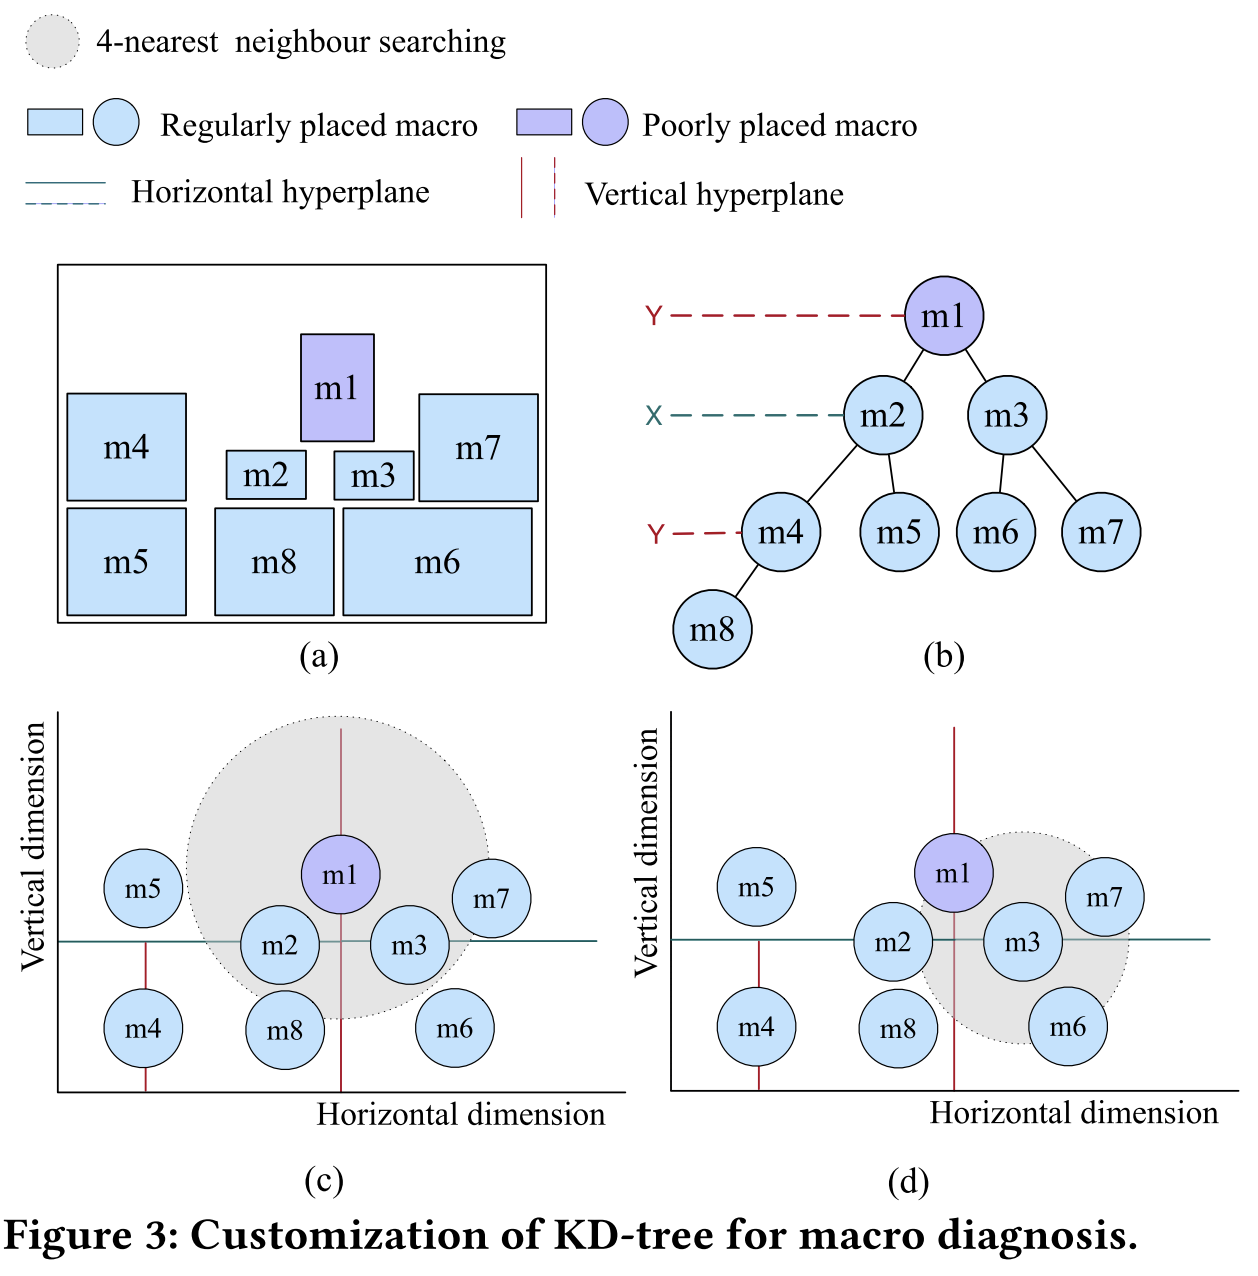 4-nearest neighbour searching
Regularly placed macro
Poorly placed macro
Horizontal hyperplane
Vertical hyperplane
m1
m4
m7
m2
m3
m5
m8
m6
(a)
Y
m1
X
m2
m3
Y
m4
m5
m6
m7
m8
(b)
Vertical dimension
m5
m1
m7
m2
m3
m4
m8
m6
Horizontal dimension
(c)
Vertical dimension
m5
m1
m7
m2
m3
m4
m8
m6
Horizontal dimension
(d)
Figure 3: Customization of KD-tree for macro diagnosis.